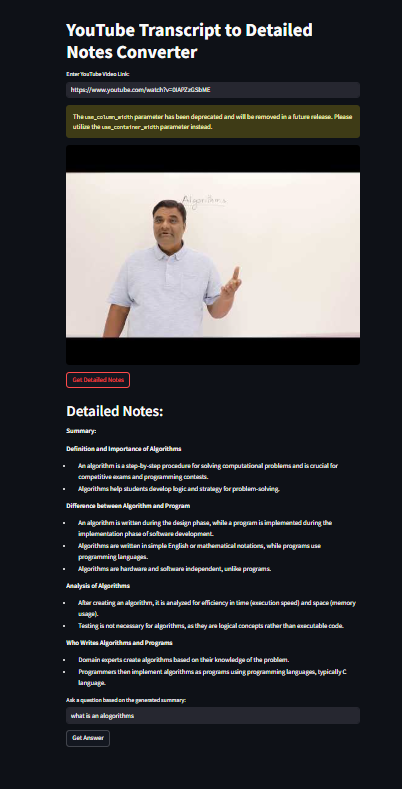 YouTube Transcript to Detailed
Notes Converter
Enter YouTube Video Link:
https://www.youtube.com/watch?v=0IAPZzGSbME
The use_column_width parameter has been deprecated and will be removed in a future release. Please
utilize the use_container_width parameter instead.
Algorithms
Get Detailed Notes
Detailed Notes:
Summary:
Definition and Importance of Algorithms
• An algorithm is a step-by-step procedure for solving computational problems and is crucial for
competitive exams and programming contests.
• Algorithms help students develop logic and strategy for problem-solving.
Difference between Algorithm and Program
• An algorithm is written during the design phase, while a program is implemented during the
implementation phase of software development.
• Algorithms are written in simple English or mathematical notations, while programs use
programming languages.
• Algorithms are hardware and software independent, unlike programs.
Analysis of Algorithms
• After creating an algorithm, it is analyzed for efficiency in time (execution speed) and space (memory
usage).
• Testing is not necessary for algorithms, as they are logical concepts rather than executable code.
Who Writes Algorithms and Programs
• Domain experts create algorithms based on their knowledge of the problem.
• Programmers then implement algorithms as programs using programming languages, typically C
language.
Ask a question based on the generated summary:
what is an alogorithms
Get Answer